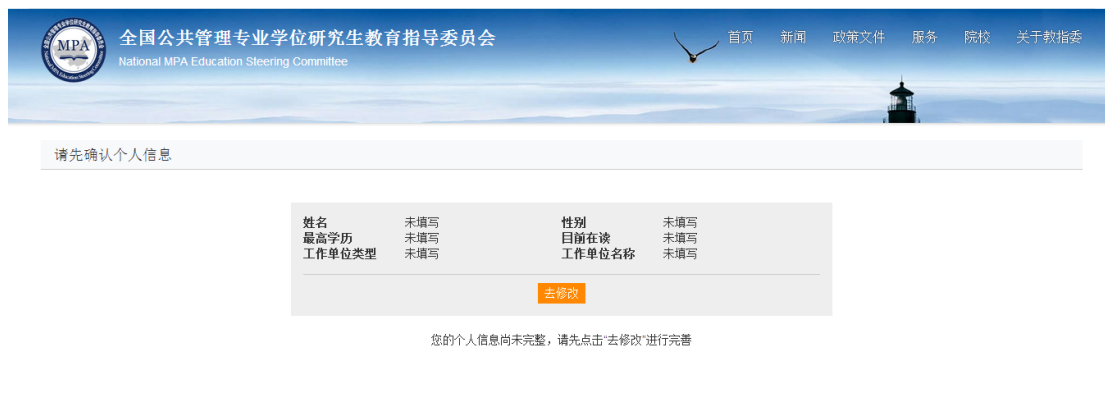 MPA
全国公共管理专业学位研究生教育指导委员会
National MPA Education Steering Committee
首页 新闻 政策文件 服务 院校 关于教指委
请先确认个人信息
姓名 未填写 性别 未填写
最高学历 未填写 目前在读 未填写
工作单位类型 未填写 工作单位名称 未填写
去修改
您的个人信息尚未完整，请先点击“去修改”进行完善